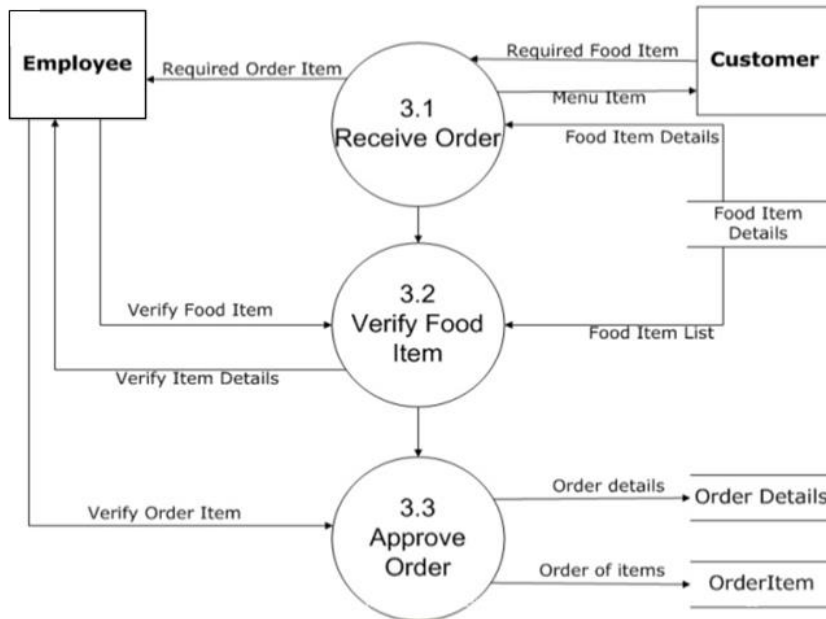 Employee
Required Order Item
Required Food Item
Customer
3.1
Receive Order
Menu Item
Food Item Details
Food Item
Details
3.2
Verify Food
Item
Verify Food Item
Food Item List
Verify Item Details
3.3
Approve
Order
Verify Order Item
Order details
Order Details
Order of items
OrderItem